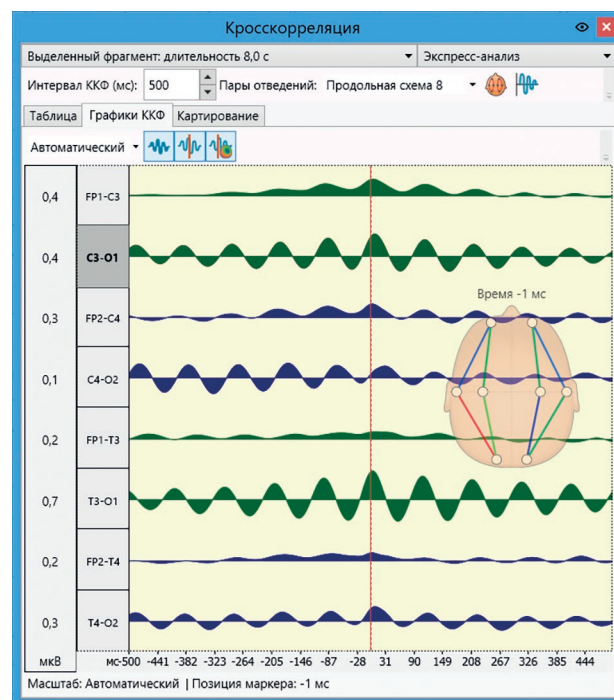 Кросскорреляция
Выделенный фрагмент: длительность 8,0 с Экспресс-анализ
Интервал ККФ (мс): 500 Пары отведений: Продольная схема 8
Таблица Графики ККФ Картирование
Автоматический
0,4 FP1-C3
0,4 C3-O1
Время -1 мс
0,3 FP2-C4
0,1 C4-O2
0,2 FP1-T3
0,7 T3-O1
0,2 FP2-T4
0,3 T4-O2
мкВ мс-500 -441 -382 -323 -264 -205 -146 -87 -28 31 90 149 208 267 326 385 444
Масштаб: Автоматический | Позиция маркера: -1 мс